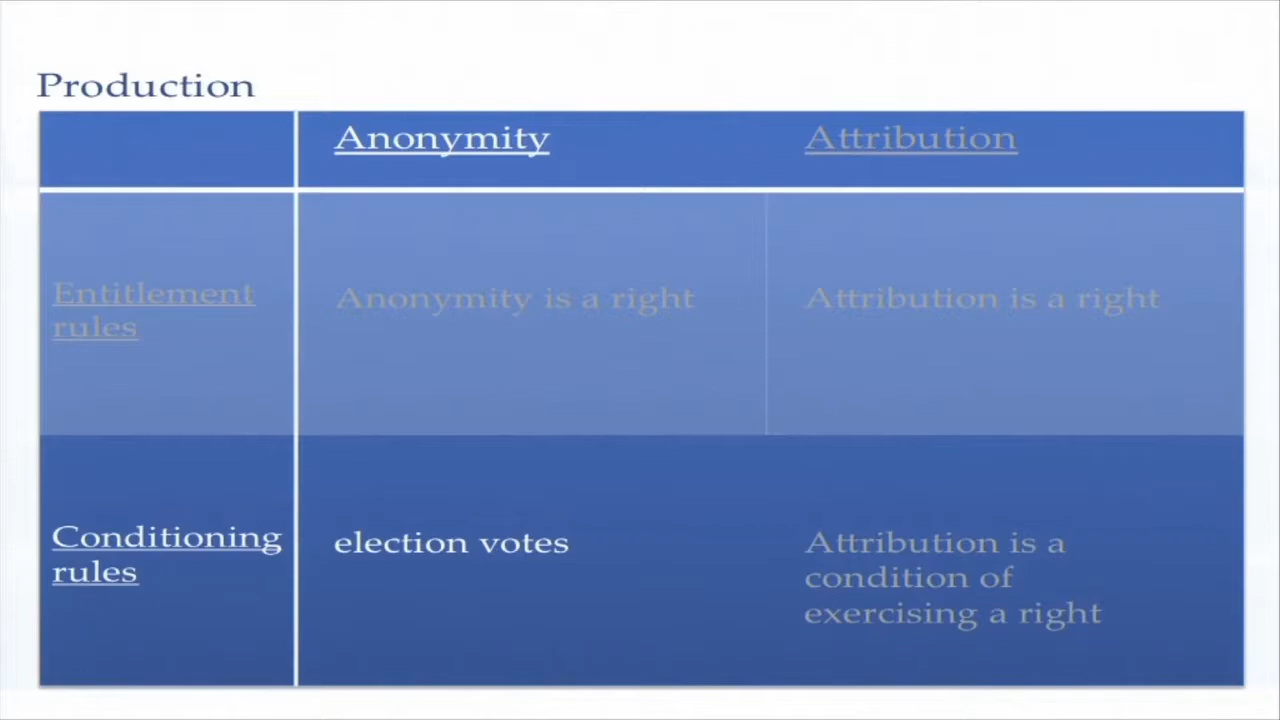 Production
Anonymity
Attribution
Entitlement
rules
Anonymity is a right
Attribution is a right
Conditioning
rules
election votes
Attribution is a
condition of
exercising a right